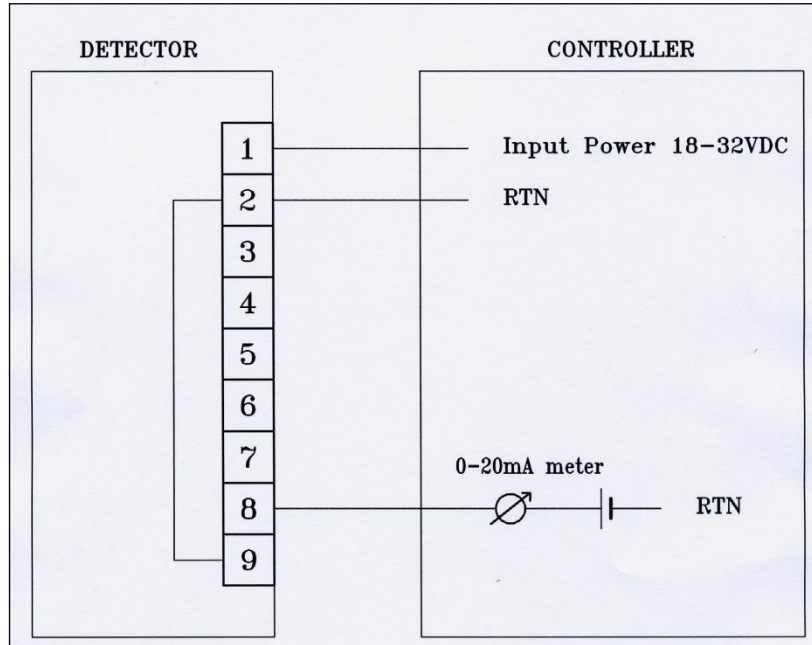 DETECTOR
CONTROLLER
1
Input Power 18-32VDC
2
RTN
3
4
5
6
7
0-20mA meter
8
RTN
9